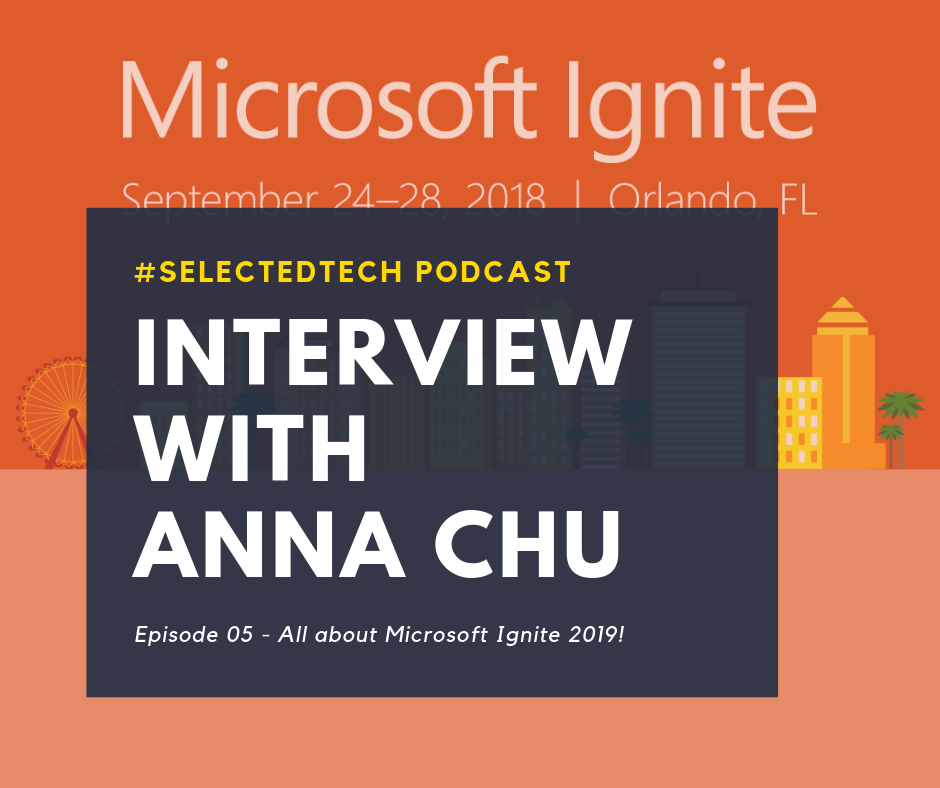 Microsoft Ignite
September 24–28, 2018 | Orlando, FL
#SELECTEDTECH PODCAST
INTERVIEW
WITH
ANNA CHU
Episode 05 - All about Microsoft Ignite 2019!